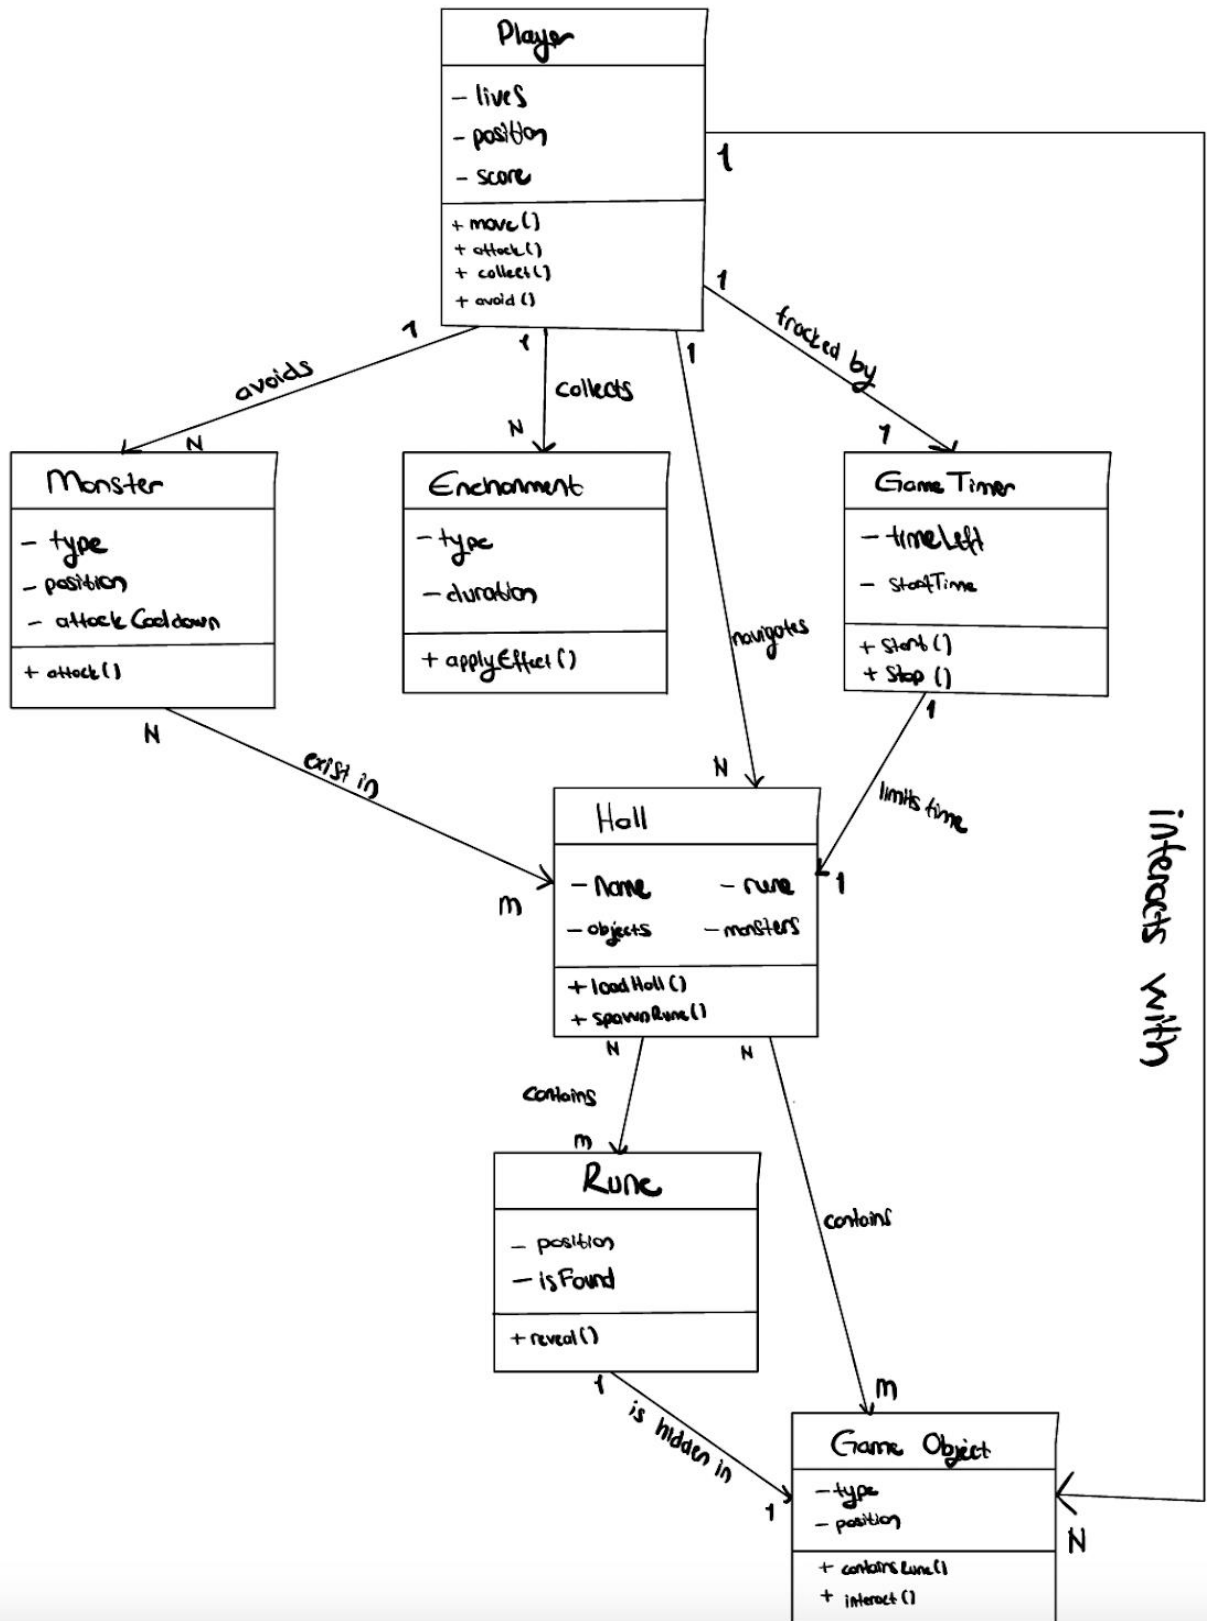 Player
- lives
- position
- score
+ move()
+ attack()
+ collect()
+ avoid()
1
1
1
1
1
avoids
collects
tracked by
N
N
1
Monster
- type
- position
- attackCooldown
+ attack()
Enchanment
- type
- duration
+ applyEffect()
Game Timer
- timeLeft
- StartTime
+ Start()
+ Stop()
navigates
N
exist in
N
1
limits time
m
1
Hall
- Name - rune
- objects - monsters
+ loadHall()
+ spawnRune()
interacts with
N
N
contains
m
contains
m
Rune
- position
- isFound
+ reveal()
1
is hidden in
1
Game Object
- type
- position
+ containsRune()
+ interact()
N